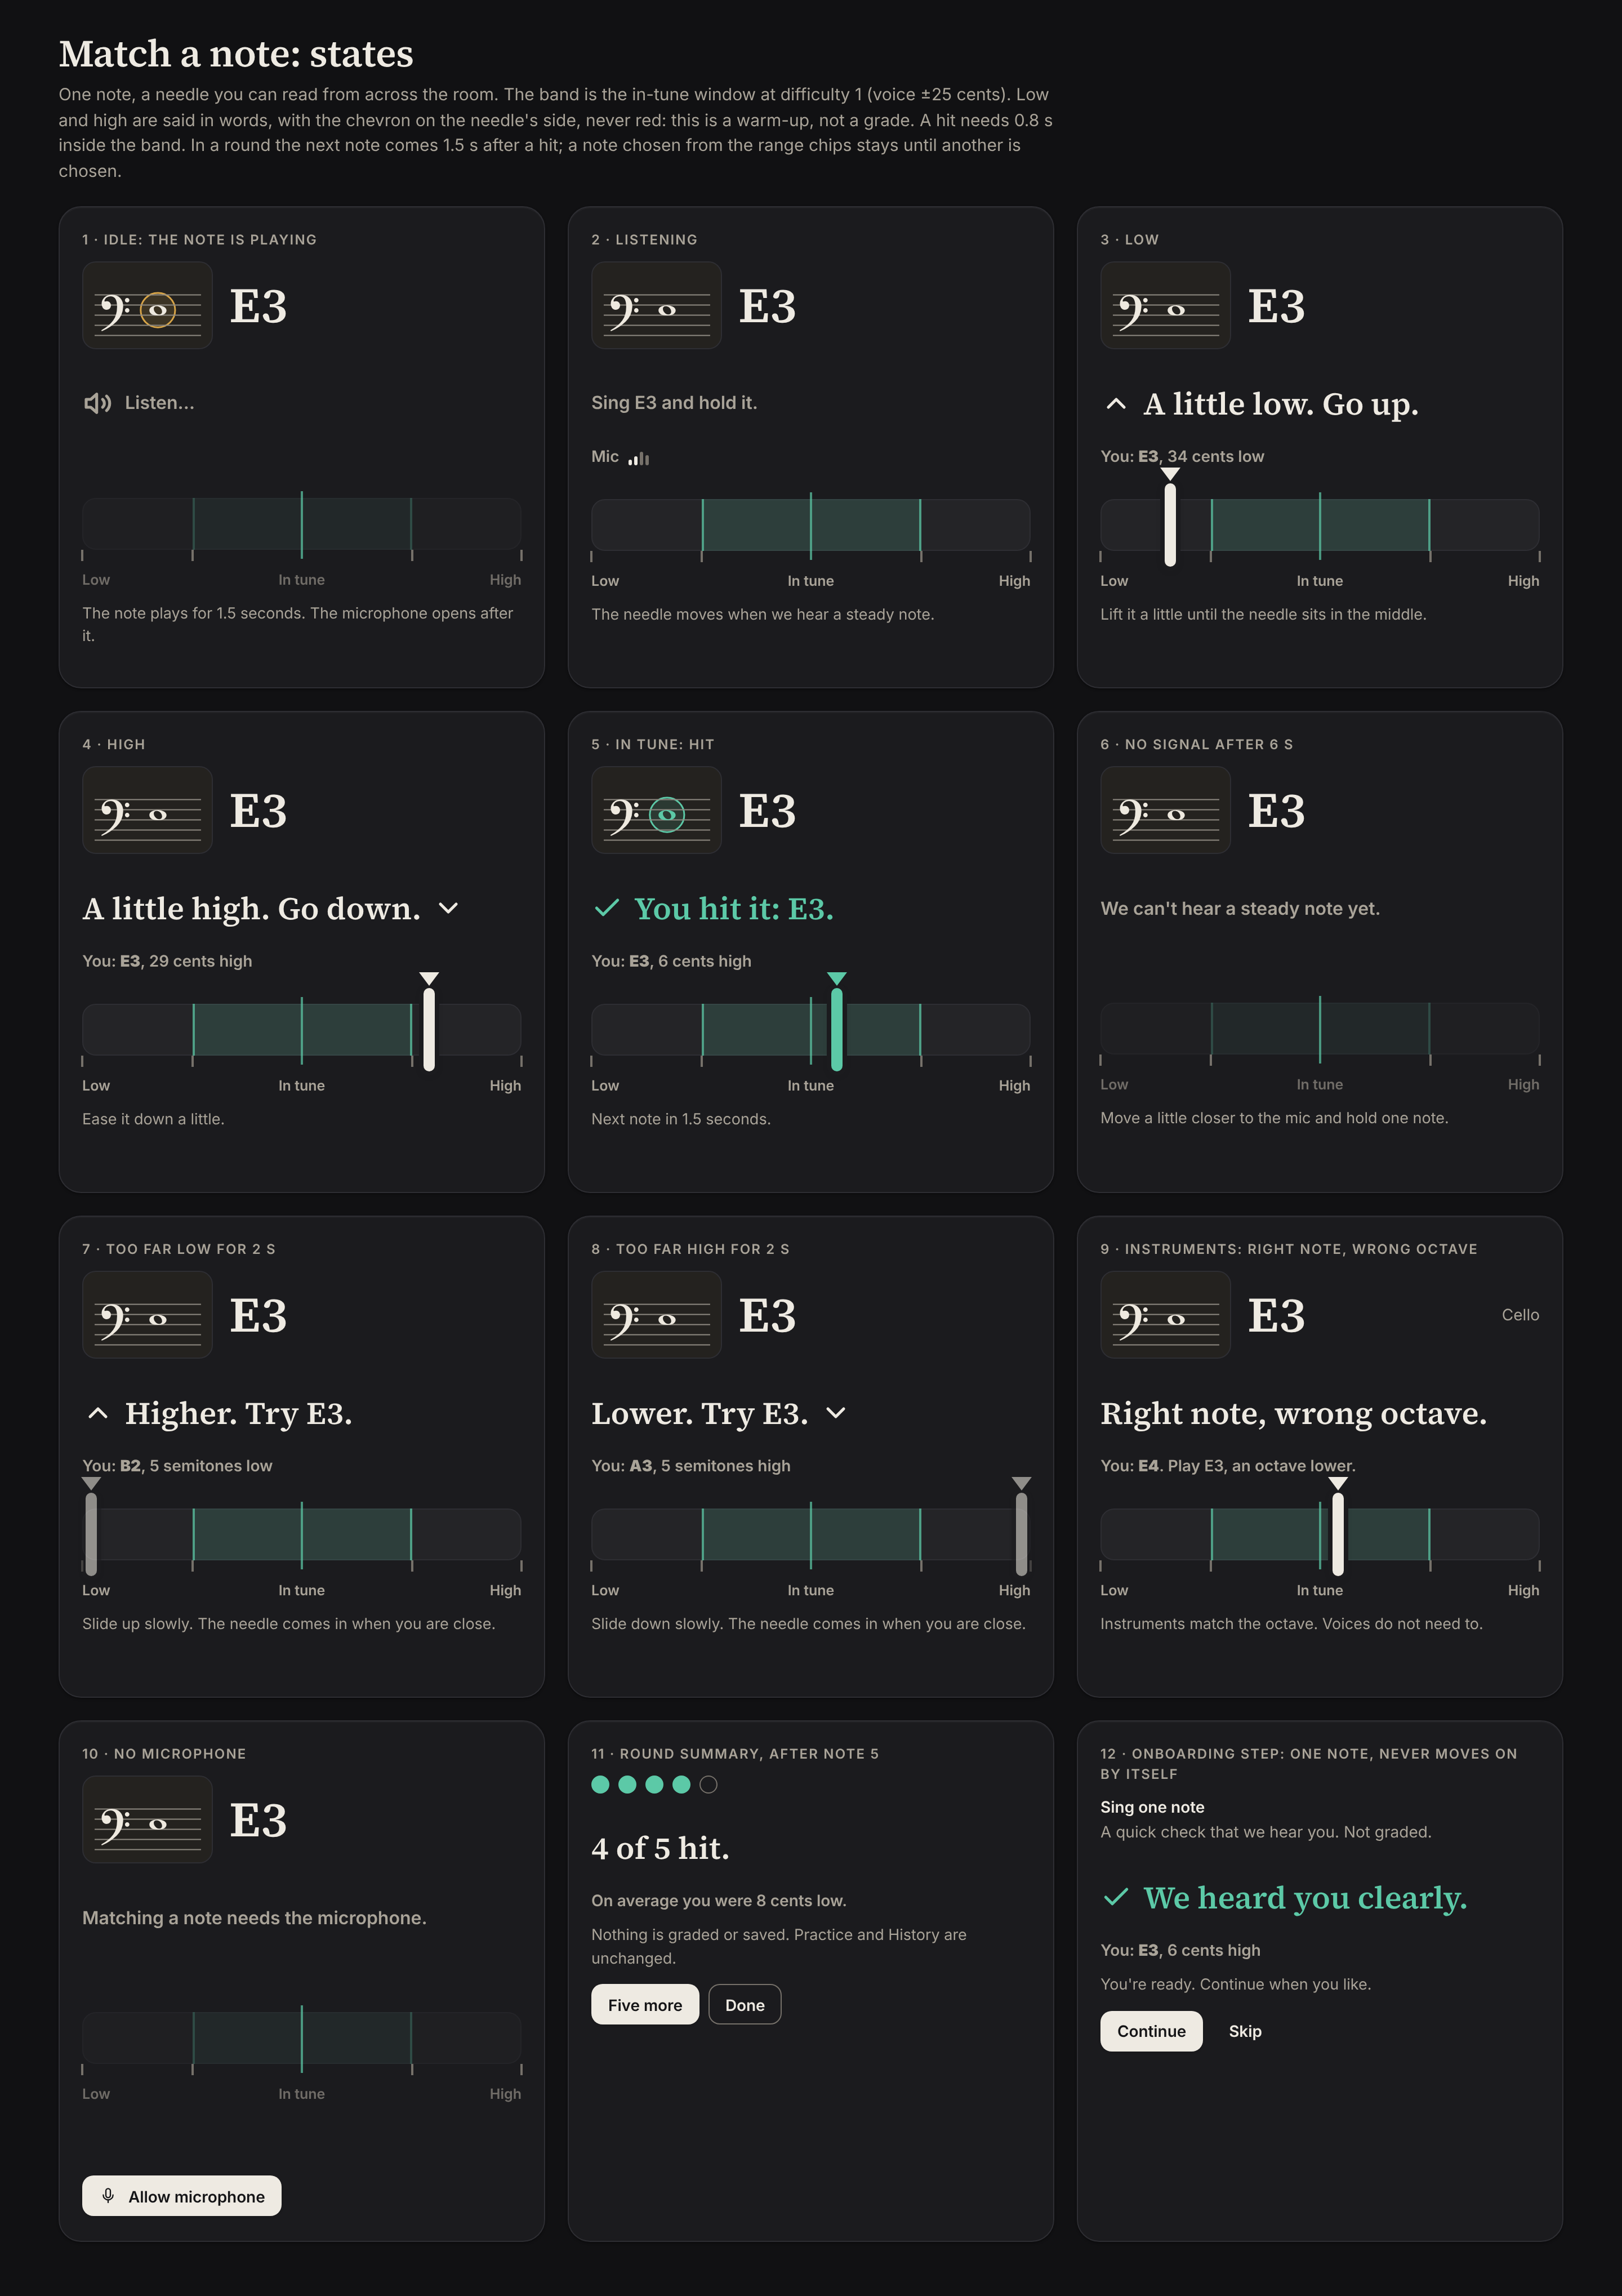 Match a note: states
One note, a needle you can read from across the room. The band is the in-tune window at difficulty 1 (voice ±25 cents). Low
and high are said in words, with the chevron on the needle's side, never red: this is a warm-up, not a grade. A hit needs 0.8 s
inside the band. In a round the next note comes 1.5 s after a hit; a note chosen from the range chips stays until another is
chosen.
1 · IDLE: THE NOTE IS PLAYING
E3
Listen...
Low In tune High
The note plays for 1.5 seconds. The microphone opens after
it.
2 · LISTENING
E3
Sing E3 and hold it.
Mic
Low In tune High
The needle moves when we hear a steady note.
3 · LOW
E3
A little low. Go up.
You: E3, 34 cents low
Low In tune High
Lift it a little until the needle sits in the middle.
4 · HIGH
E3
A little high. Go down.
You: E3, 29 cents high
Low In tune High
Ease it down a little.
5 · IN TUNE: HIT
E3
You hit it: E3.
You: E3, 6 cents high
Low In tune High
Next note in 1.5 seconds.
6 · NO SIGNAL AFTER 6 S
E3
We can't hear a steady note yet.
Low In tune High
Move a little closer to the mic and hold one note.
7 · TOO FAR LOW FOR 2 S
E3
Higher. Try E3.
You: B2, 5 semitones low
Low In tune High
Slide up slowly. The needle comes in when you are close.
8 · TOO FAR HIGH FOR 2 S
E3
Lower. Try E3.
You: A3, 5 semitones high
Low In tune High
Slide down slowly. The needle comes in when you are close.
9 · INSTRUMENTS: RIGHT NOTE, WRONG OCTAVE
E3
Cello
Right note, wrong octave.
You: E4. Play E3, an octave lower.
Low In tune High
Instruments match the octave. Voices do not need to.
10 · NO MICROPHONE
E3
Matching a note needs the microphone.
Low In tune High
Allow microphone
11 · ROUND SUMMARY, AFTER NOTE 5
4 of 5 hit.
On average you were 8 cents low.
Nothing is graded or saved. Practice and History are
unchanged.
Five more Done
12 · ONBOARDING STEP: ONE NOTE, NEVER MOVES ON
BY ITSELF
Sing one note
A quick check that we hear you. Not graded.
We heard you clearly.
You: E3, 6 cents high
You're ready. Continue when you like.
Continue Skip